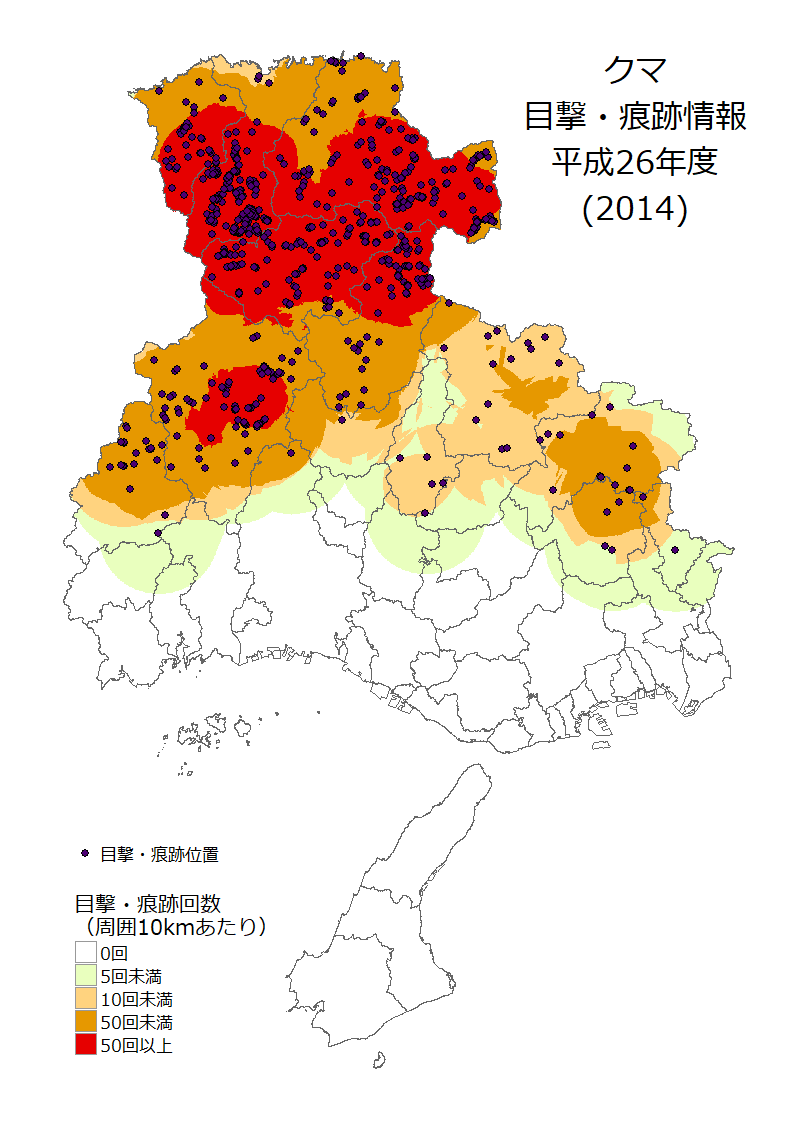 クマ
目撃・痕跡情報
平成26年度
(2014)
目撃・痕跡位置
目撃・痕跡回数
（周囲10kmあたり）
0回
5回未満
10回未満
50回未満
50回以上